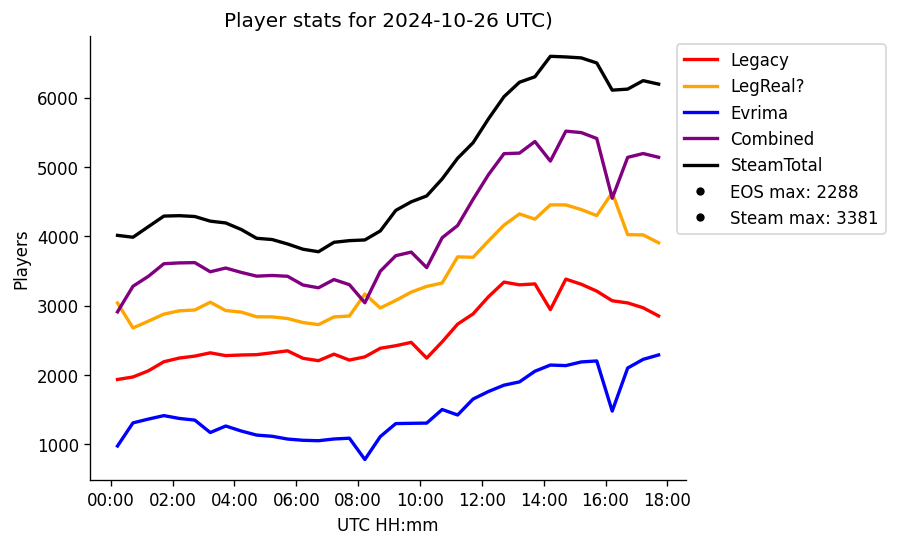 Player stats for 2024-10-26 UTC)
Legacy
LegReal?
Evrima
Combined
SteamTotal
EOS max: 2288
Steam max: 3381
Players
6000
5000
4000
3000
2000
1000
00:00 02:00 04:00 06:00 08:00 10:00 12:00 14:00 16:00 18:00
UTC HH:mm